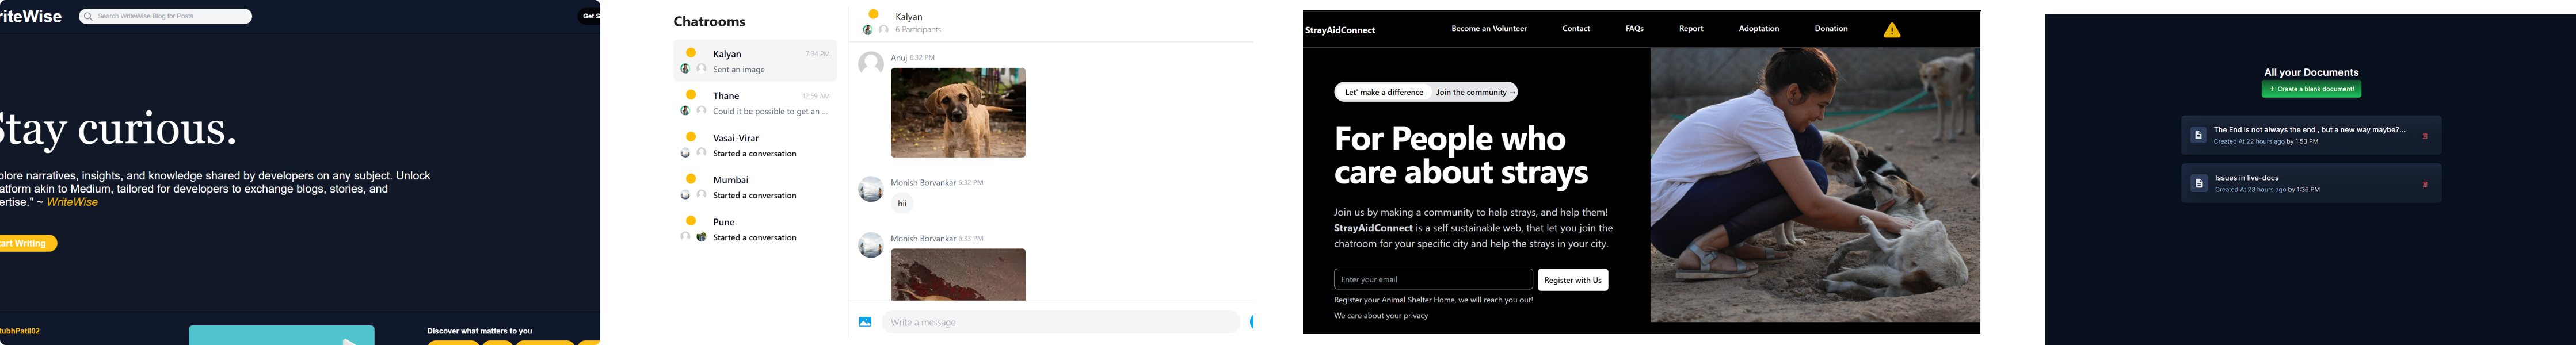 riteWise
Search WriteWise Blog for Posts
Get S
Stay curious.
plore narratives, insights, and knowledge shared by developers on any subject. Unlock
atform akin to Medium, tailored for developers to exchange blogs, stories, and
ertise." ~ WriteWise
tart Writing
tubhPatil02
Discover what matters to you
Chatrooms
Kalyan
7:34 PM
Sent an image
Thane
12:59 AM
Could it be possible to get an ...
Vasai-Virar
Started a conversation
Mumbai
Started a conversation
Pune
Started a conversation
Kalyan
6 Participants
Anuj 6:32 PM
Monish Borvankar 6:32 PM
hii
Monish Borvankar 6:33 PM
Write a message
StrayAidConnect
Become an Volunteer
Contact
FAQs
Report
Adoptation
Donation
Let' make a difference
Join the community →
For People who
care about strays
Join us by making a community to help strays, and help them!
StrayAidConnect is a self sustainable web, that let you join the
chatroom for your specific city and help the strays in your city.
Enter your email
Register with Us
Register your Animal Shelter Home, we will reach you out!
We care about your privacy
All your Documents
+ Create a blank document!
The End is not always the end , but a new way maybe?...
Created At 22 hours ago by 1:53 PM
Issues in live-docs
Created At 23 hours ago by 1:36 PM